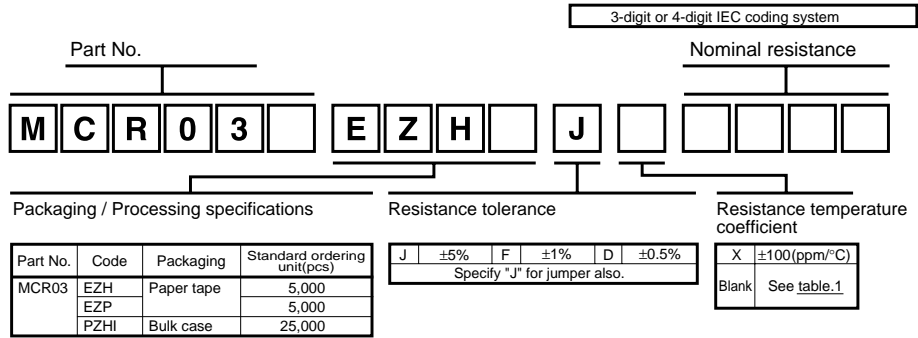 3-digit or 4-digit IEC coding system
Part No.
Nominal resistance
MCR03 EZH J
Packaging / Processing specifications
Resistance tolerance
Resistance temperature
coefficient
Part No. Code Packaging Standard ordering
unit(pcs)
MCR03 EZH Paper tape 5,000
EZP 5,000
PZHI Bulk case 25,000
J ±5% F ±1% D ±0.5%
Specify "J" for jumper also.
X ±100(ppm/°C)
Blank See table.1